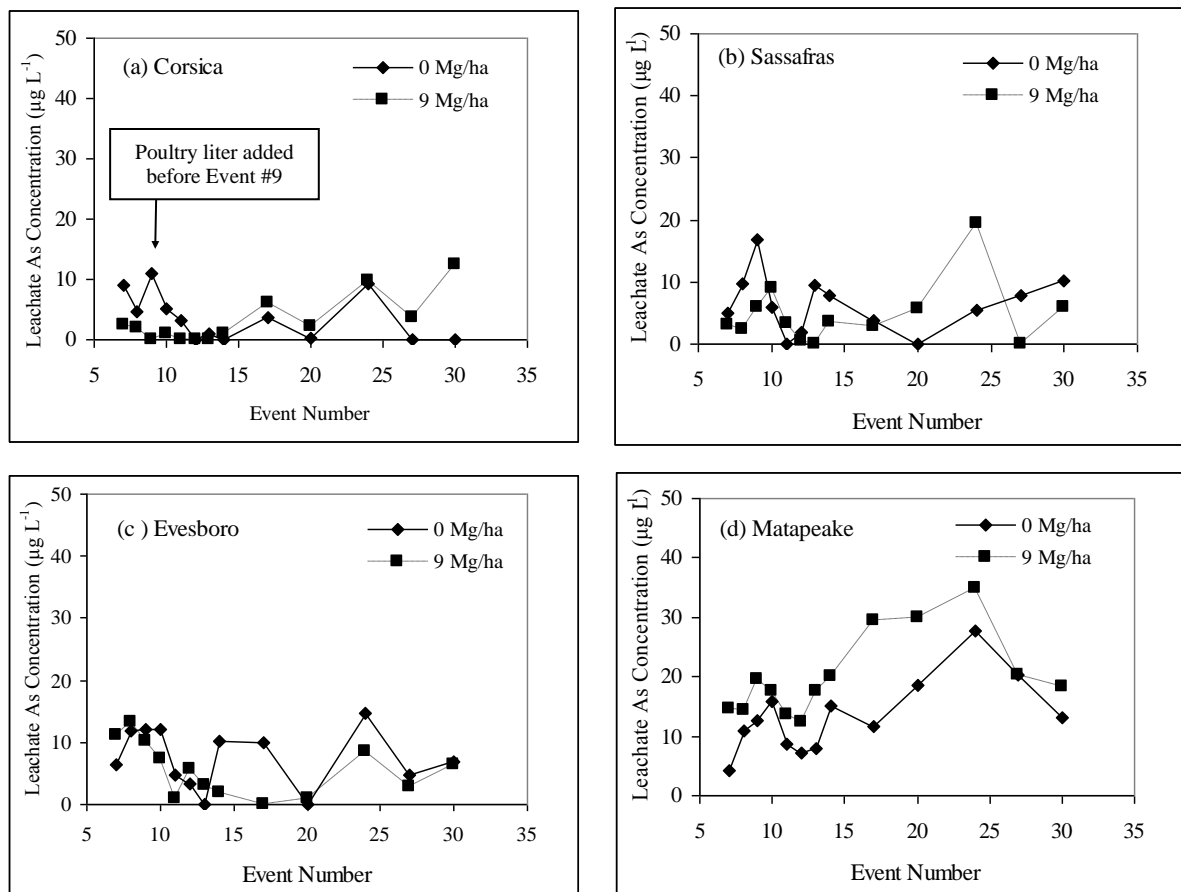 50
40
30
20
10
0
5
10
15
20
25
30
35
Leachate As Concentration (µg L-1)
Event Number
(a) Corsica
0 Mg/ha
9 Mg/ha
Poultry liter added
before Event #9
50
40
30
20
10
0
5
10
15
20
25
30
35
Leachate As Concentration (µg L1)
Event Number
(b) Sassafras
0 Mg/ha
9 Mg/ha
50
40
30
20
10
0
5
10
15
20
25
30
35
Leachate As Concentration (µg L-1)
Event Number
(c ) Evesboro
0 Mg/ha
9 Mg/ha
50
40
30
20
10
0
5
10
15
20
25
30
35
Leachate As Concentration (µg L1)
Event Number
(d) Matapeake
0 Mg/ha
9 Mg/ha